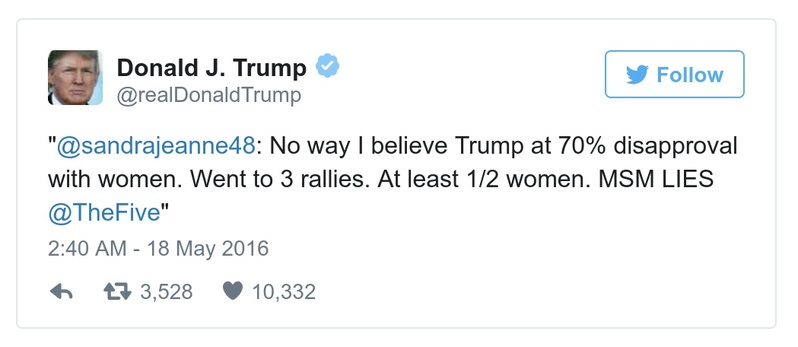 Donald J. Trump
@realDonaldTrump
Follow
"@sandrajeanne48: No way I believe Trump at 70% disapproval
with women. Went to 3 rallies. At least 1/2 women. MSM LIES
@TheFive"
2:40 AM - 18 May 2016
3,528 10,332